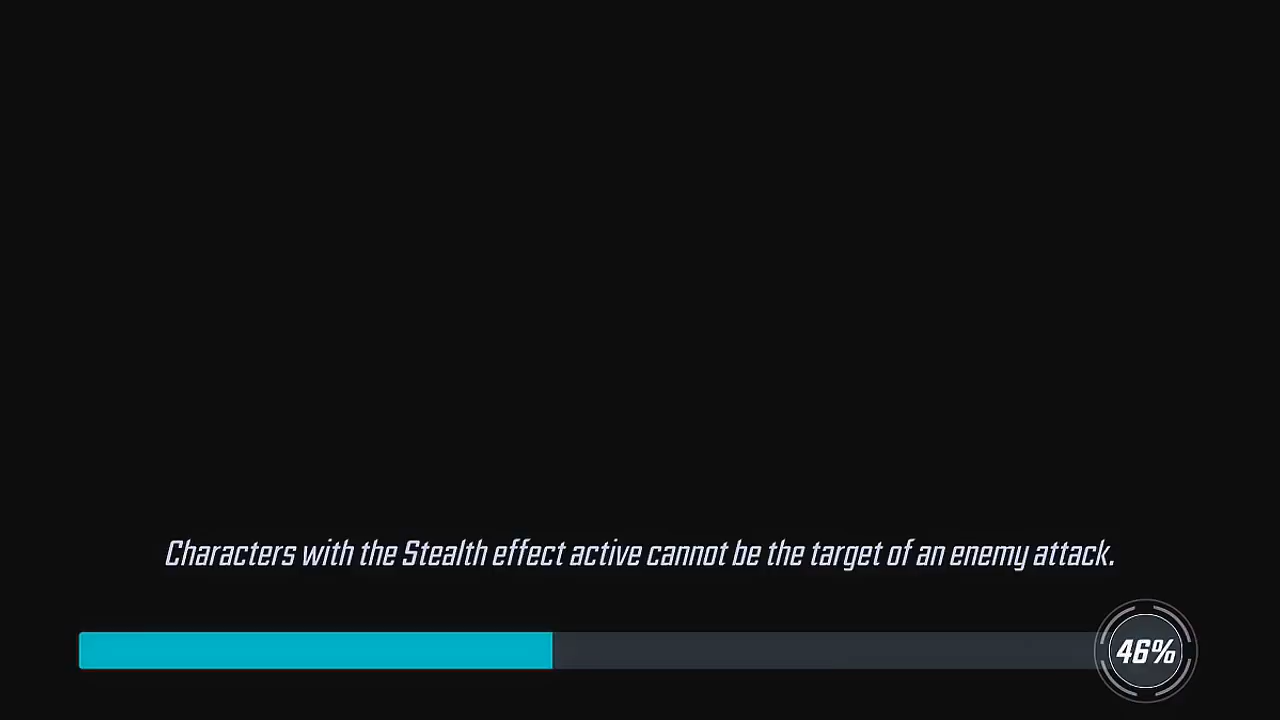 Characters with the Stealth effect active cannot be the target of an enemy attack.
46%